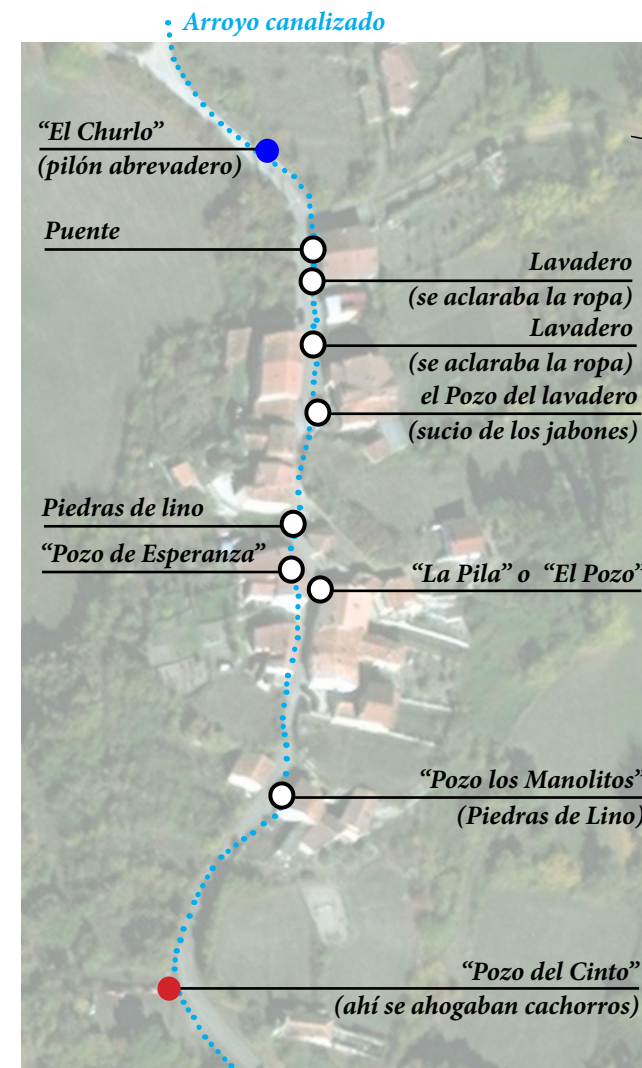 Arroyo canalizado
“El Churlo”
(pilón abrevadero)
Puente
Lavadero
(se aclaraba la ropa)
Lavadero
(se aclaraba la ropa)
el Pozo del lavadero
(sucio de los jabones)
Piedras de lino
“Pozo de Esperanza”
“La Pila” o “El Pozo”
“Pozo los Manolitos”
(Piedras de Lino)
“Pozo del Cinto”
(ahí se ahogaban cachorros)